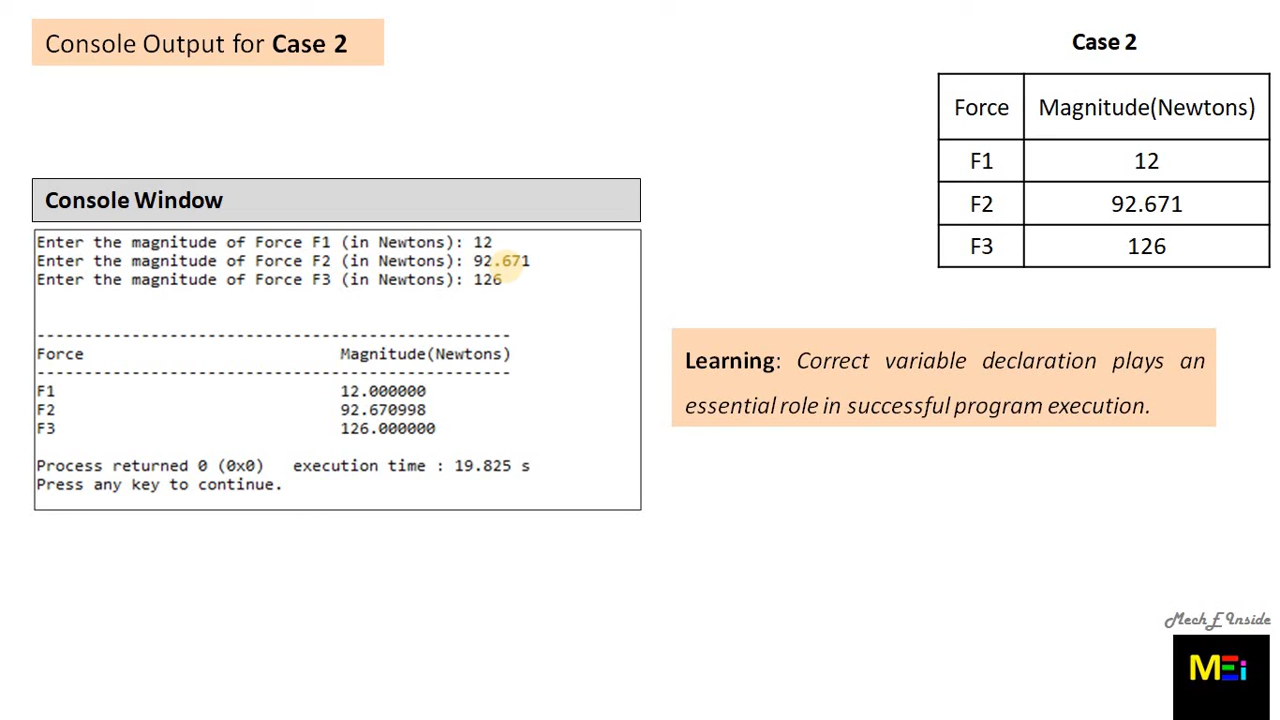 Console Output for Case 2
Case 2
Force Magnitude(Newtons)
F1 12
F2 92.671
F3 126
Console Window
Enter the magnitude of Force F1 (in Newtons): 12
Enter the magnitude of Force F2 (in Newtons): 92.671
Enter the magnitude of Force F3 (in Newtons): 126
--------------------------------------------------
Force Magnitude(Newtons)
--------------------------------------------------
F1 12.000000
F2 92.670998
F3 126.000000
Process returned 0 (0x0) execution time : 19.825 s
Press any key to continue.
Learning: Correct variable declaration plays an
essential role in successful program execution.
Mech E Inside
MEi